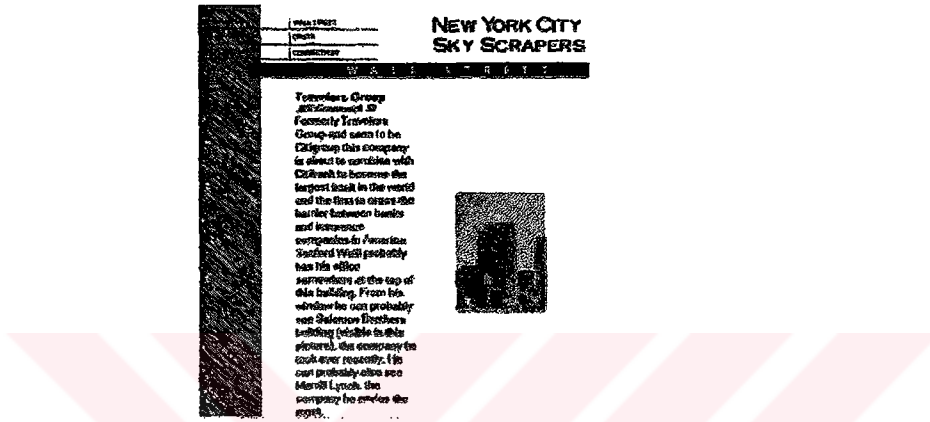 NEW YORK CITY
SKY SCRAPERS
WALL STREET
Travelers Group
Formerly Travelers
Group and soon to be
Citigroup this company
is about to combine with
Citibank to become the
largest bank in the world
and the first to cross the
barrier between banks
and insurance
companies in America
Sanford Weill probably
has his office
somewhere at the top of
this building. From his
window he can probably
see Salomon Brothers
building (visible in this
picture), the company he
took over recently. He
can probably also see
Merrill Lynch, the
company he envies the
most.